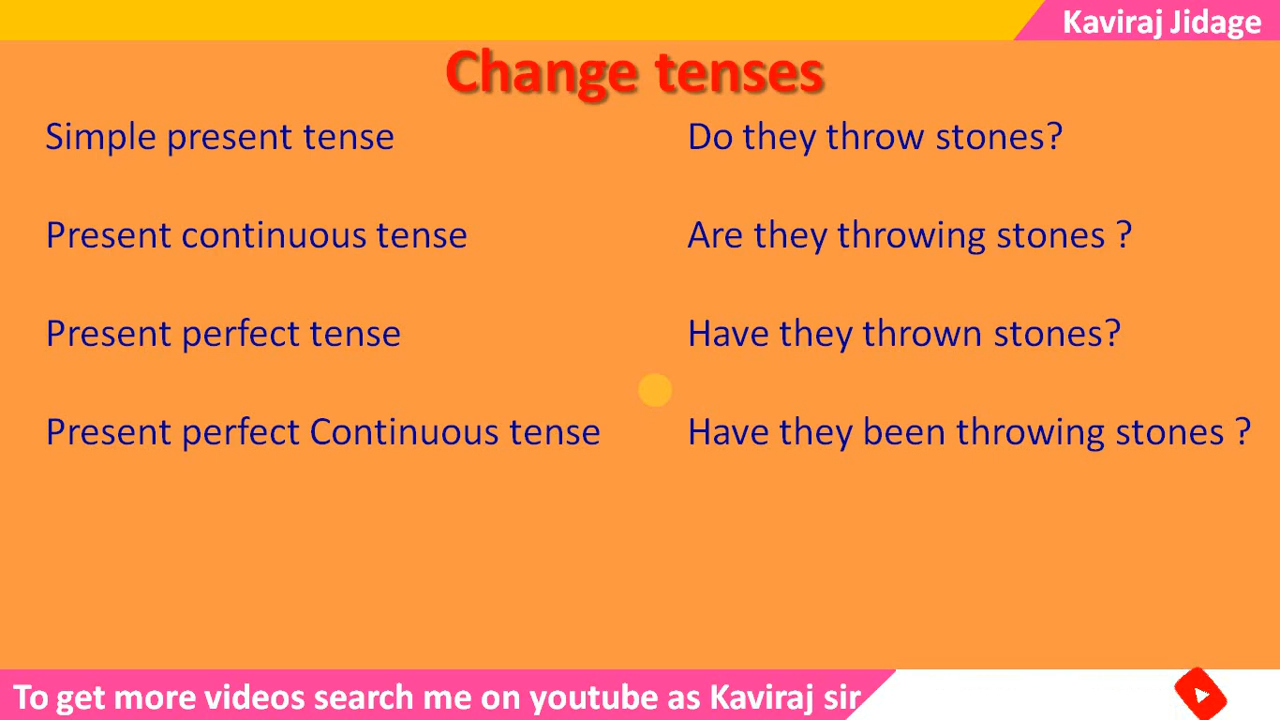 Kaviraj Jidage
Change tenses
Simple present tense
Do they throw stones?
Present continuous tense
Are they throwing stones ?
Present perfect tense
Have they thrown stones?
Present perfect Continuous tense
Have they been throwing stones ?
To get more videos search me on youtube as Kaviraj sir